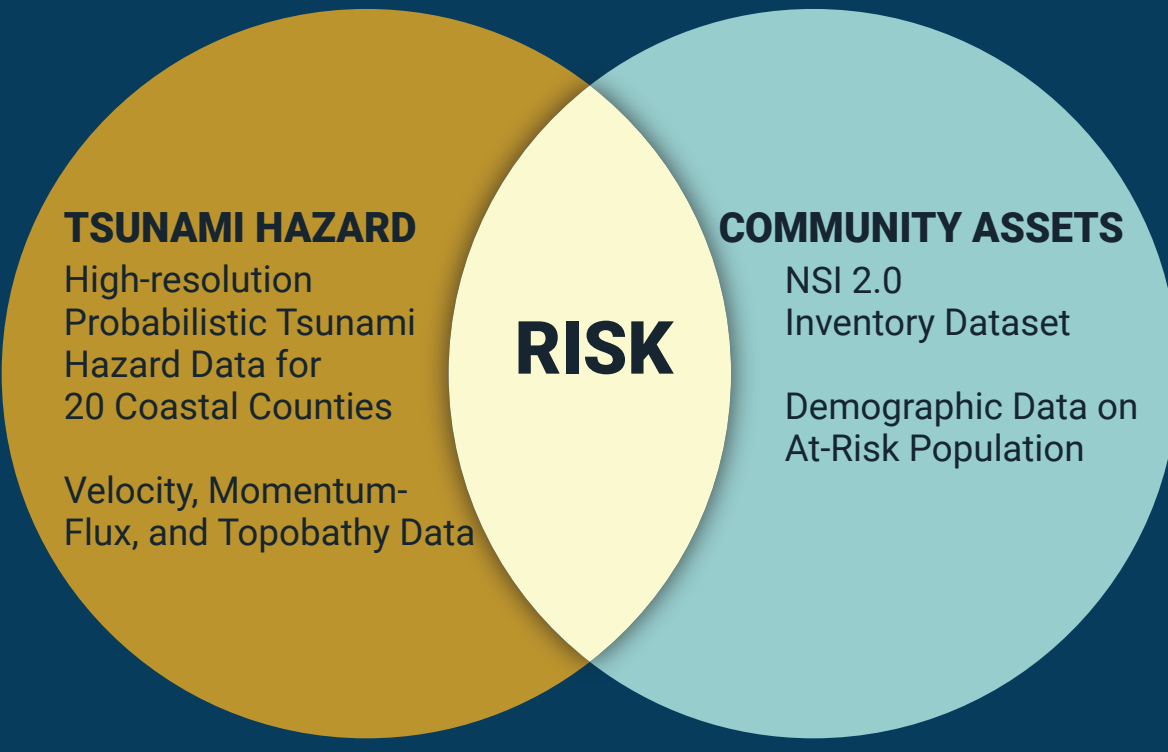 TSUNAMI HAZARD
High-resolution
Probabilistic Tsunami
Hazard Data for
20 Coastal Counties
Velocity, Momentum-
Flux, and Topobathy Data
RISK
COMMUNITY ASSETS
NSI 2.0
Inventory Dataset
Demographic Data on
At-Risk Population